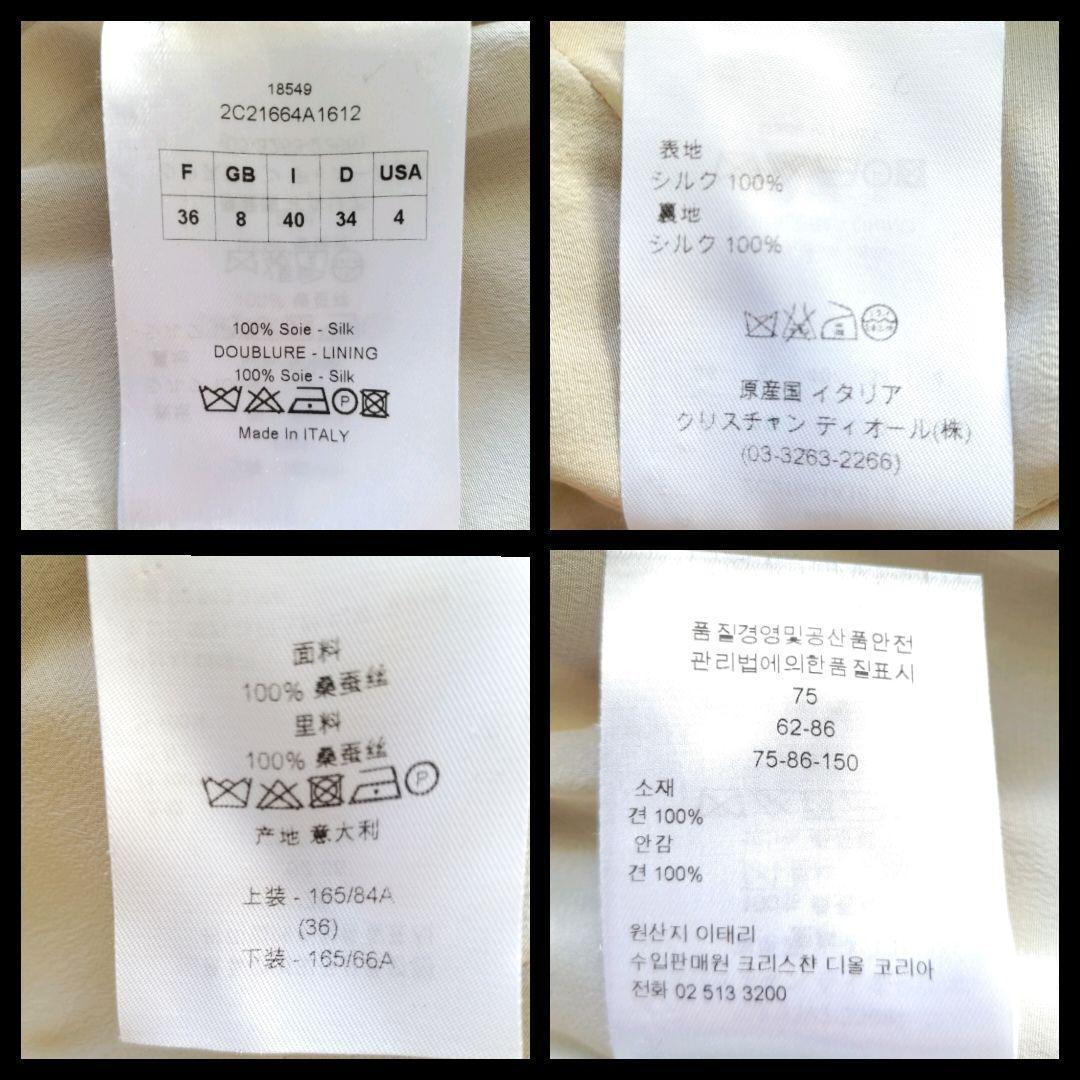 18549
2C21664A1612
F GB I D USA
36 8 40 34 4
100% Soie - Silk
DOUBLURE - LINING
100% Soie - Silk
P
Made In ITALY
表地
シルク 100%
裏地
シルク 100%
原産国 イタリア
クリスチャン ディオール(株)
(03-3263-2266)
面料
100% 桑蚕丝
里料
100% 桑蚕丝
P
产地 意大利
上装 - 165/84A
(36)
下装 - 165/66A
품질경영및공산품안전
관리법에의한품질표시
75
62-86
75-86-150
소재
견 100%
안감
견 100%
원산지 이태리
수입판매원 크리스챤 디올 코리아
전화 02 513 3200